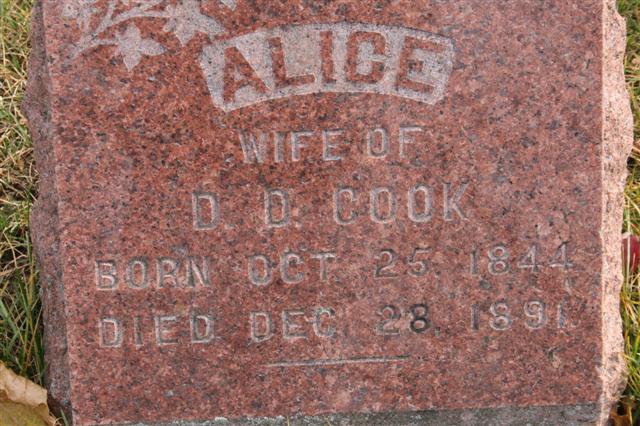 ALICE
WIFE OF
D. D. COOK
BORN OCT. 25, 1844.
DIED DEC. 28, 1891.